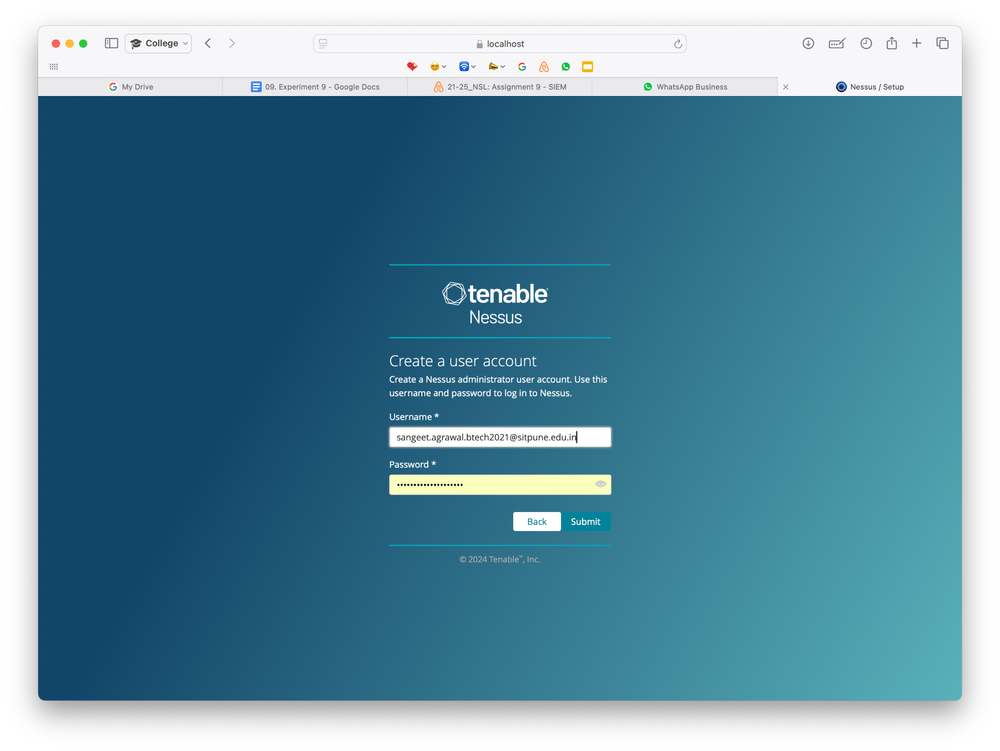 College
localhost
My Drive
09. Experiment 9 - Google Docs
21-25_NSL: Assignment 9 - SIEM
WhatsApp Business
Nessus / Setup
tenable®
Nessus
Create a user account
Create a Nessus administrator user account. Use this
username and password to log in to Nessus.
Username *
sangeet.agrawal.btech2021@sitpune.edu.in
Password *
••••••••••••••••••••
Back
Submit
© 2024 Tenable™, Inc.